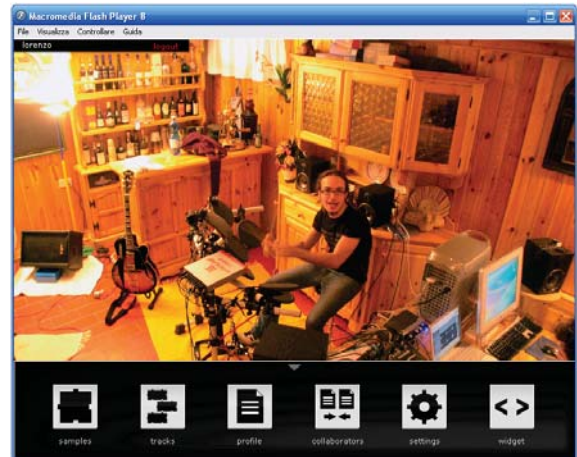 Macromedia Flash Player 8
File Visualizza Controllare Guida
lorenzo logout
samples tracks profile collaborators settings widget